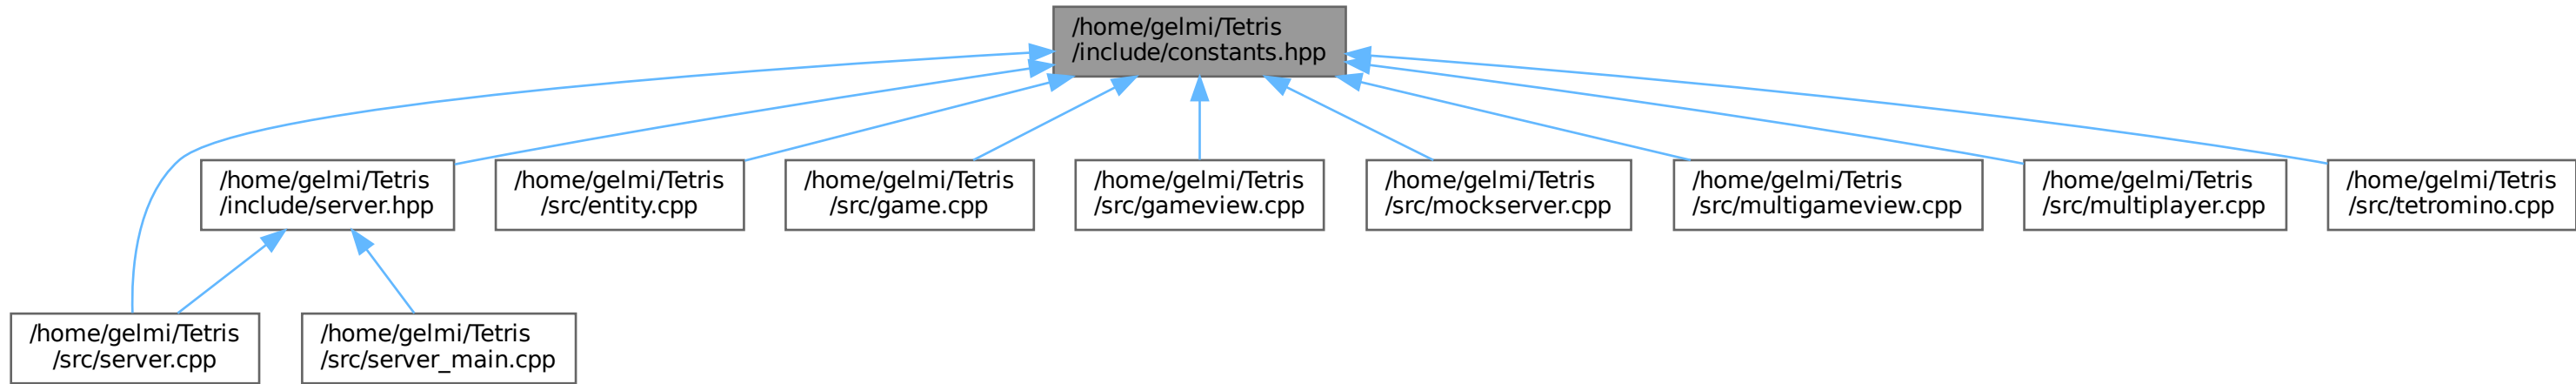 /home/gelmi/Tetris
/include/constants.hpp
/home/gelmi/Tetris
/include/server.hpp
/home/gelmi/Tetris
/src/entity.cpp
/home/gelmi/Tetris
/src/game.cpp
/home/gelmi/Tetris
/src/gameview.cpp
/home/gelmi/Tetris
/src/mockserver.cpp
/home/gelmi/Tetris
/src/multigameview.cpp
/home/gelmi/Tetris
/src/multiplayer.cpp
/home/gelmi/Tetris
/src/tetromino.cpp
/home/gelmi/Tetris
/src/server.cpp
/home/gelmi/Tetris
/src/server_main.cpp